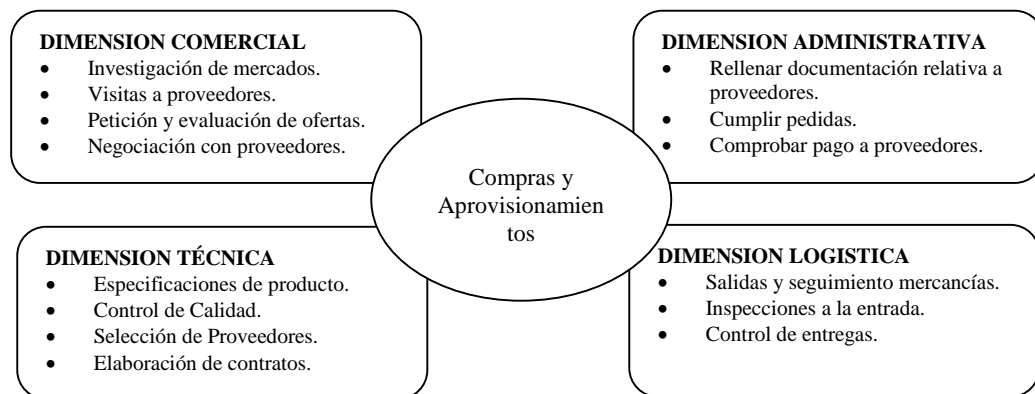 DIMENSION COMERCIAL
• Investigación de mercados.
• Visitas a proveedores.
• Petición y evaluación de ofertas.
• Negociación con proveedores.
DIMENSION ADMINISTRATIVA
• Rellenar documentación relativa a
proveedores.
• Cumplir pedidas.
• Comprobar pago a proveedores.
Compras y
Aprovisionamien
tos
DIMENSION TÉCNICA
• Especificaciones de producto.
• Control de Calidad.
• Selección de Proveedores.
• Elaboración de contratos.
DIMENSION LOGISTICA
• Salidas y seguimiento mercancías.
• Inspecciones a la entrada.
• Control de entregas.